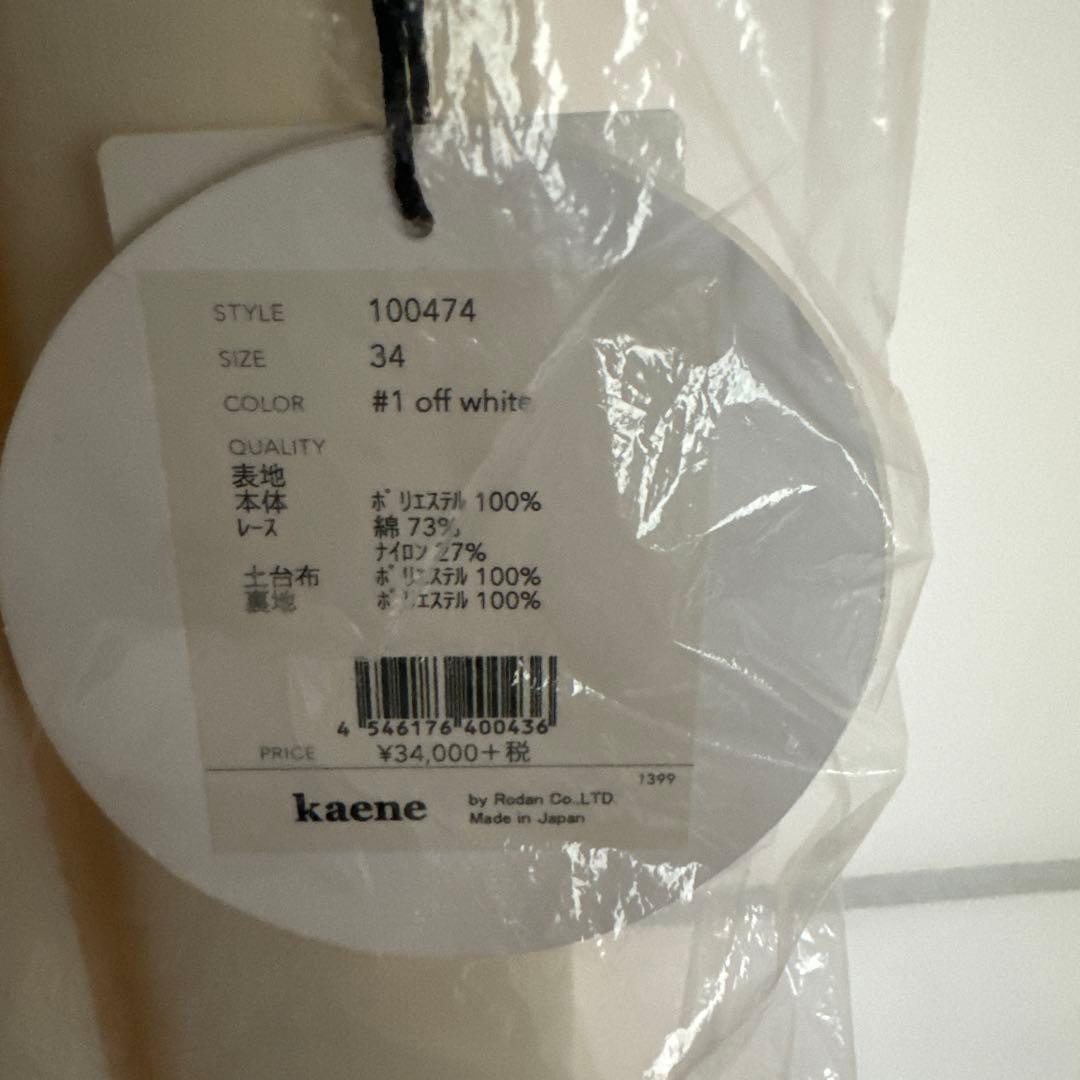 STYLE 100474
SIZE 34
COLOR #1 off white
QUALITY
表地
本体 ポリエステル 100%
レース 綿 73%
ナイロン 27%
土台布 ポリエステル 100%
裏地 ポリエステル 100%
4 546176 400436
PRICE ¥34,000+税
1399
kaene by Rodan Co.,LTD.
Made in Japan